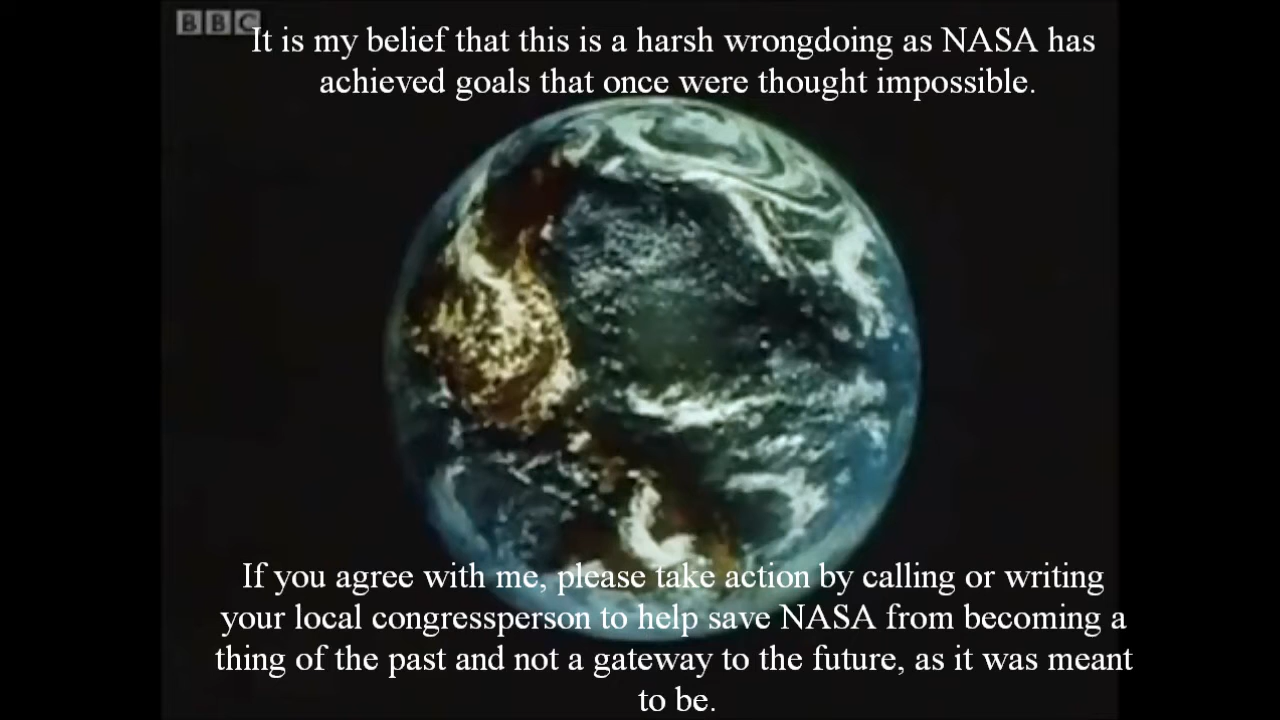 BBC
It is my belief that this is a harsh wrongdoing as NASA has
achieved goals that once were thought impossible.
If you agree with me, please take action by calling or writing
your local congressperson to help save NASA from becoming a
thing of the past and not a gateway to the future, as it was meant
to be.